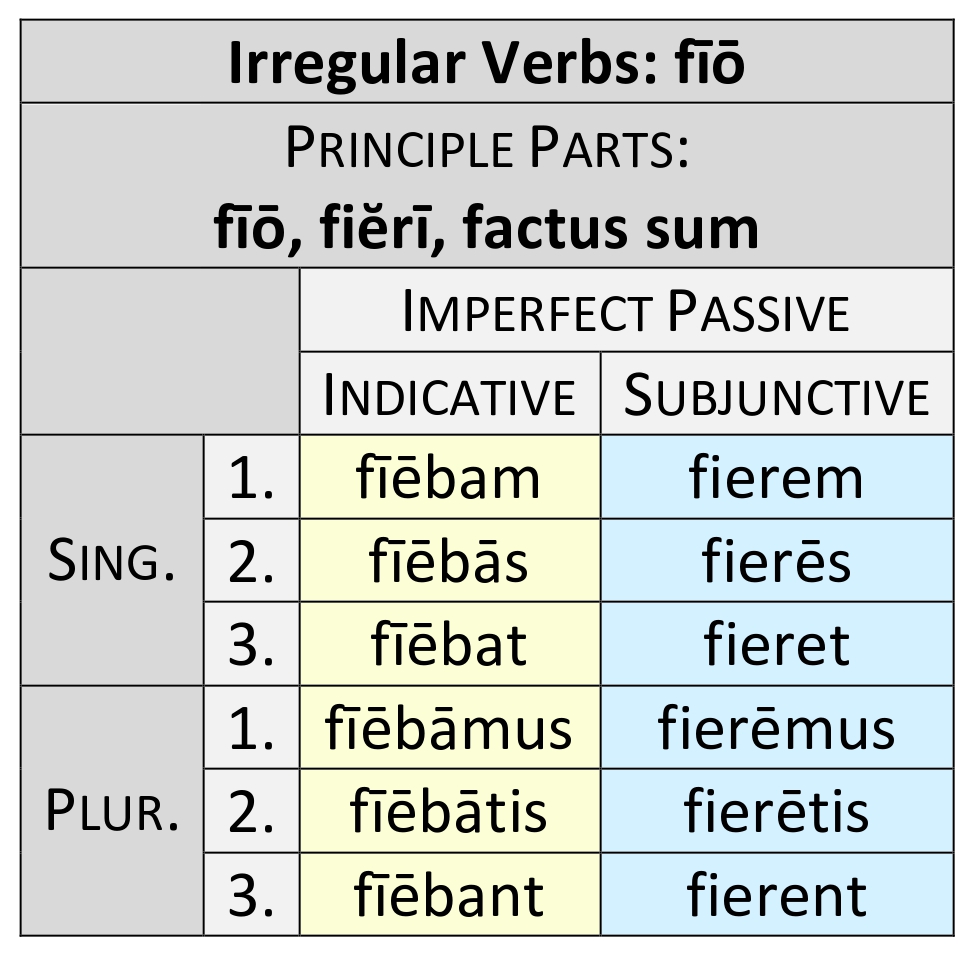 Irregular Verbs: fīō
PRINCIPLE PARTS:
fīō, fiĕrī, factus sum
IMPERFECT PASSIVE
INDICATIVE SUBJUNCTIVE
SING.
1. fīēbam fierem
2. fīēbās fierēs
3. fīēbat fieret
PLUR.
1. fīēbāmus fierēmus
2. fīēbātis fierētis
3. fīēbant fierent